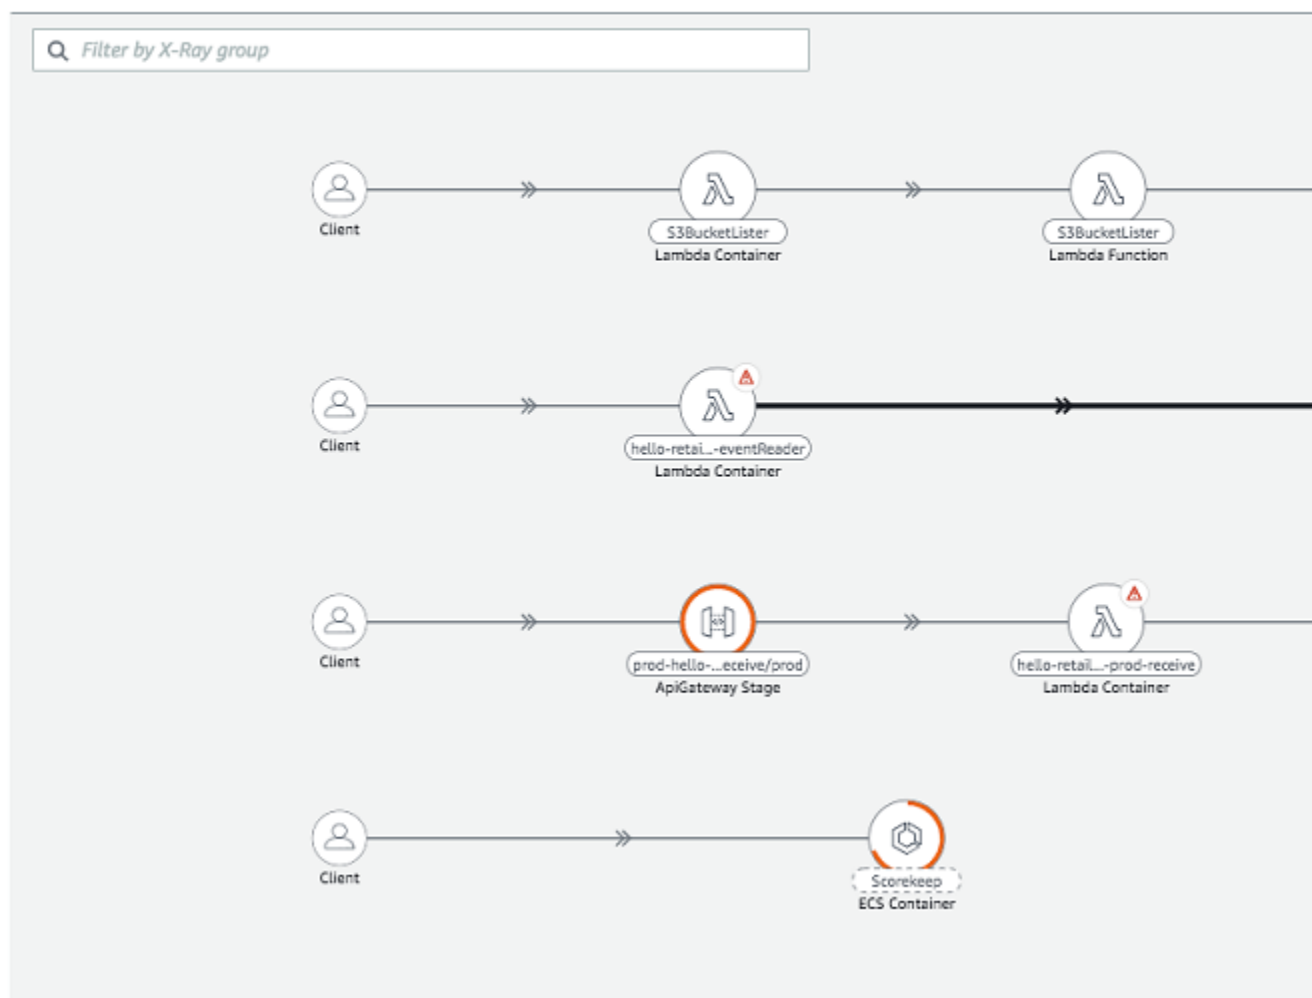 Filter by X-Ray group
Client
S3BucketLister
Lambda Container
S3BucketLister
Lambda Function
Client
hello-retai...-eventReader
Lambda Container
Client
prod-hello-...eceive/prod
ApiGateway Stage
hello-retail...-prod-receive
Lambda Container
Client
Scorekeep
ECS Container